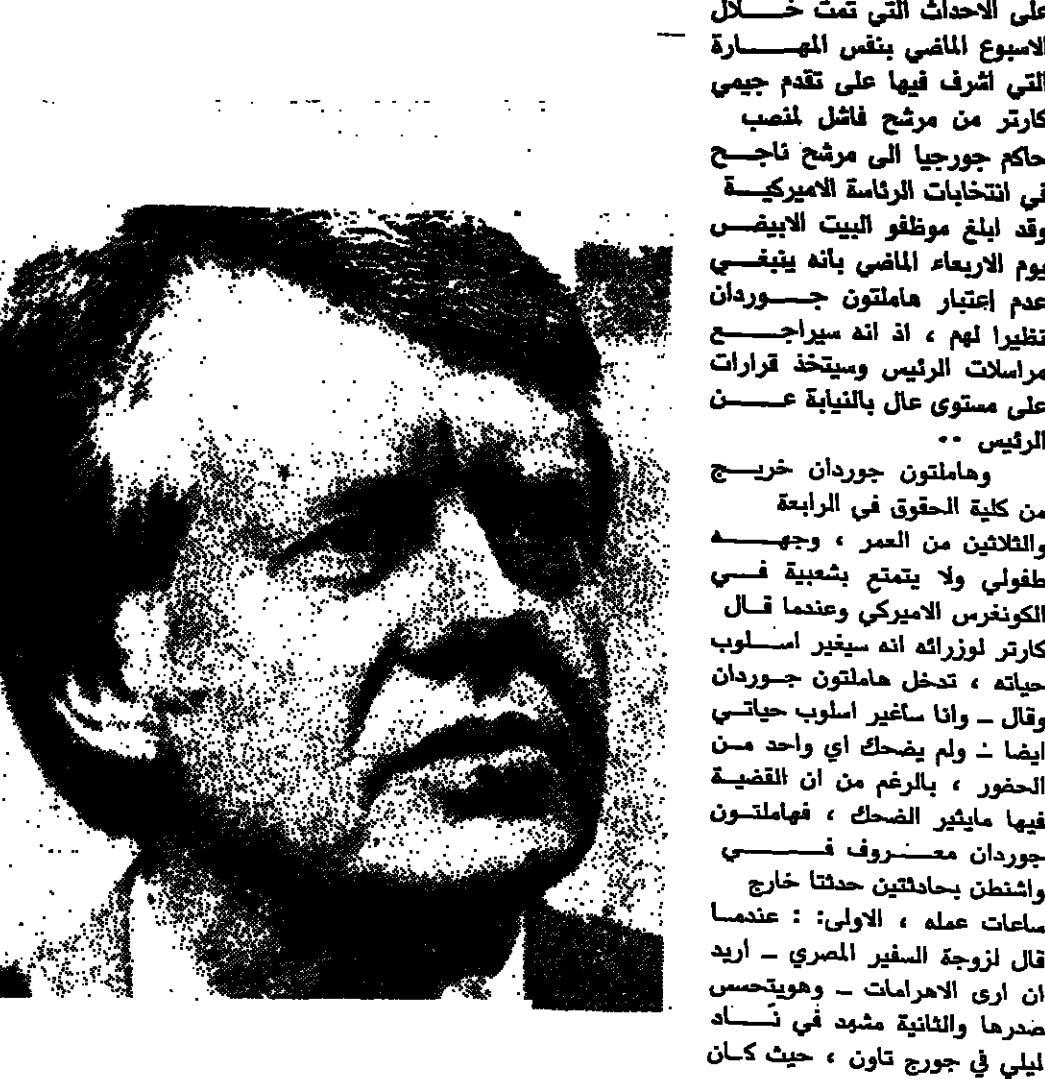 على الاحداث التي تمت خلال
الاسبوع الماضي بنفس المهارة
التي اشرف فيها على تقدم جيمي
كارتر من مرشح فاشل لمنصب
حاكم جورجيا الى مرشح ناجح
في انتخابات الرئاسة الاميركية
وقد ابلغ موظفو البيت الابيض
يوم الاربعاء الماضي بأنه ينبغي
عدم إعتبار هاملتون جوردان
نظيرا لهم ، اذ انه سيراجع
مراسلات الرئيس وسيتخذ قرارات
على مستوى عال بالنيابة عن
الرئيس ..
وهاملتون جوردان خريج
من كلية الحقوق في الرابعة
والثلاثين من العمر ، وجهه
طفولي ولا يتمتع بشعبية في
الكونغرس الاميركي وعندما قال
كارتر لوزرائه انه سيغير اسلوب
حياته ، تدخل هاملتون جوردان
وقال _ وانا سأغير اسلوب حياتي
ايضا _ ولم يضحك اي واحد من
الحضور ، بالرغم من ان القضية
فيها مايثير الضحك ، فهاملتون
جوردان معروف في
واشنطن بحادثتين حدثتا خارج
ساعات عمله ، الاولى: : عندما
قال لزوجة السفير المصري _ اريد
ان ارى الاهرامات _ وهويتحسس
صدرها والثانية مشهد في ناد
ليلي في جورج تاون ، حيث كان